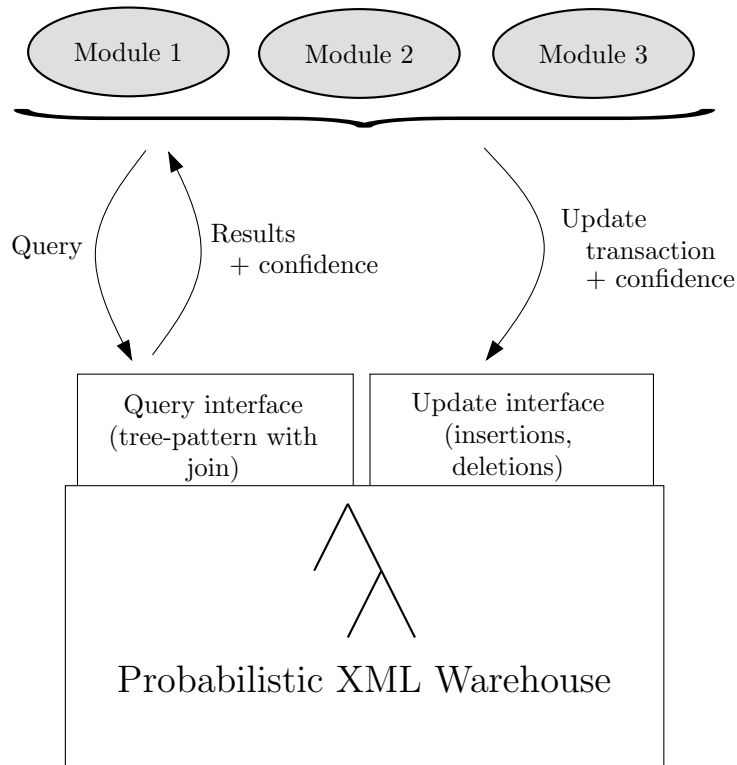 Module 1
Module 2
Module 3
Query
Results
+ confidence
Update
transaction
+ confidence
Query interface
(tree-pattern with
join)
Update interface
(insertions,
deletions)
Probabilistic XML Warehouse